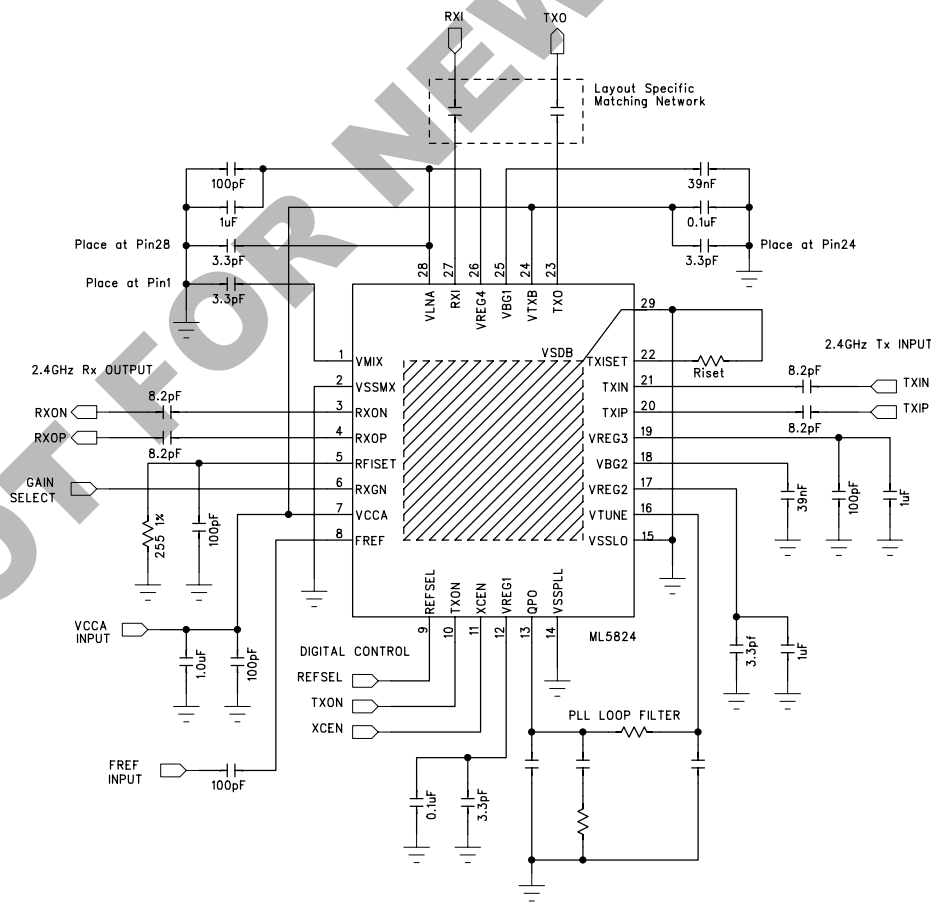 RXI
TXO
Layout Specific
Matching Network
100pF
39nF
1uF
0.1uF
Place at Pin28
3.3pF
3.3pF
Place at Pin24
Place at Pin1
3.3pF
28
27
26
25
24
23
VLNA
RXI
VREG4
VBG1
VTXB
TXO
29
VSDB
1
VMIX
TXISET
22
Riset
2.4GHz Tx INPUT
2.4GHz Rx OUTPUT
2
VSSMX
TXIN
21
8.2pF
TXIN
RXON
8.2pF
3
RXON
TXIP
20
8.2pF
TXIP
RXOP
8.2pF
4
RXOP
VREG3
19
5
RFISET
VBG2
18
GAIN
SELECT
6
RXGN
VREG2
17
7
VCCA
VTUNE
16
8
FREF
VSSLO
15
255 1%
100pF
39nF
100pF
1uF
REFSEL
TXON
XCEN
VREG1
QPO
VSSPLL
9
10
11
12
13
14
ML5824
VCCA
INPUT
1.0uF
100pF
DIGITAL CONTROL
REFSEL
TXON
XCEN
3.3pf
1uF
PLL LOOP FILTER
FREF
INPUT
100pF
0.1uF
3.3pF
NOT FOR NEW